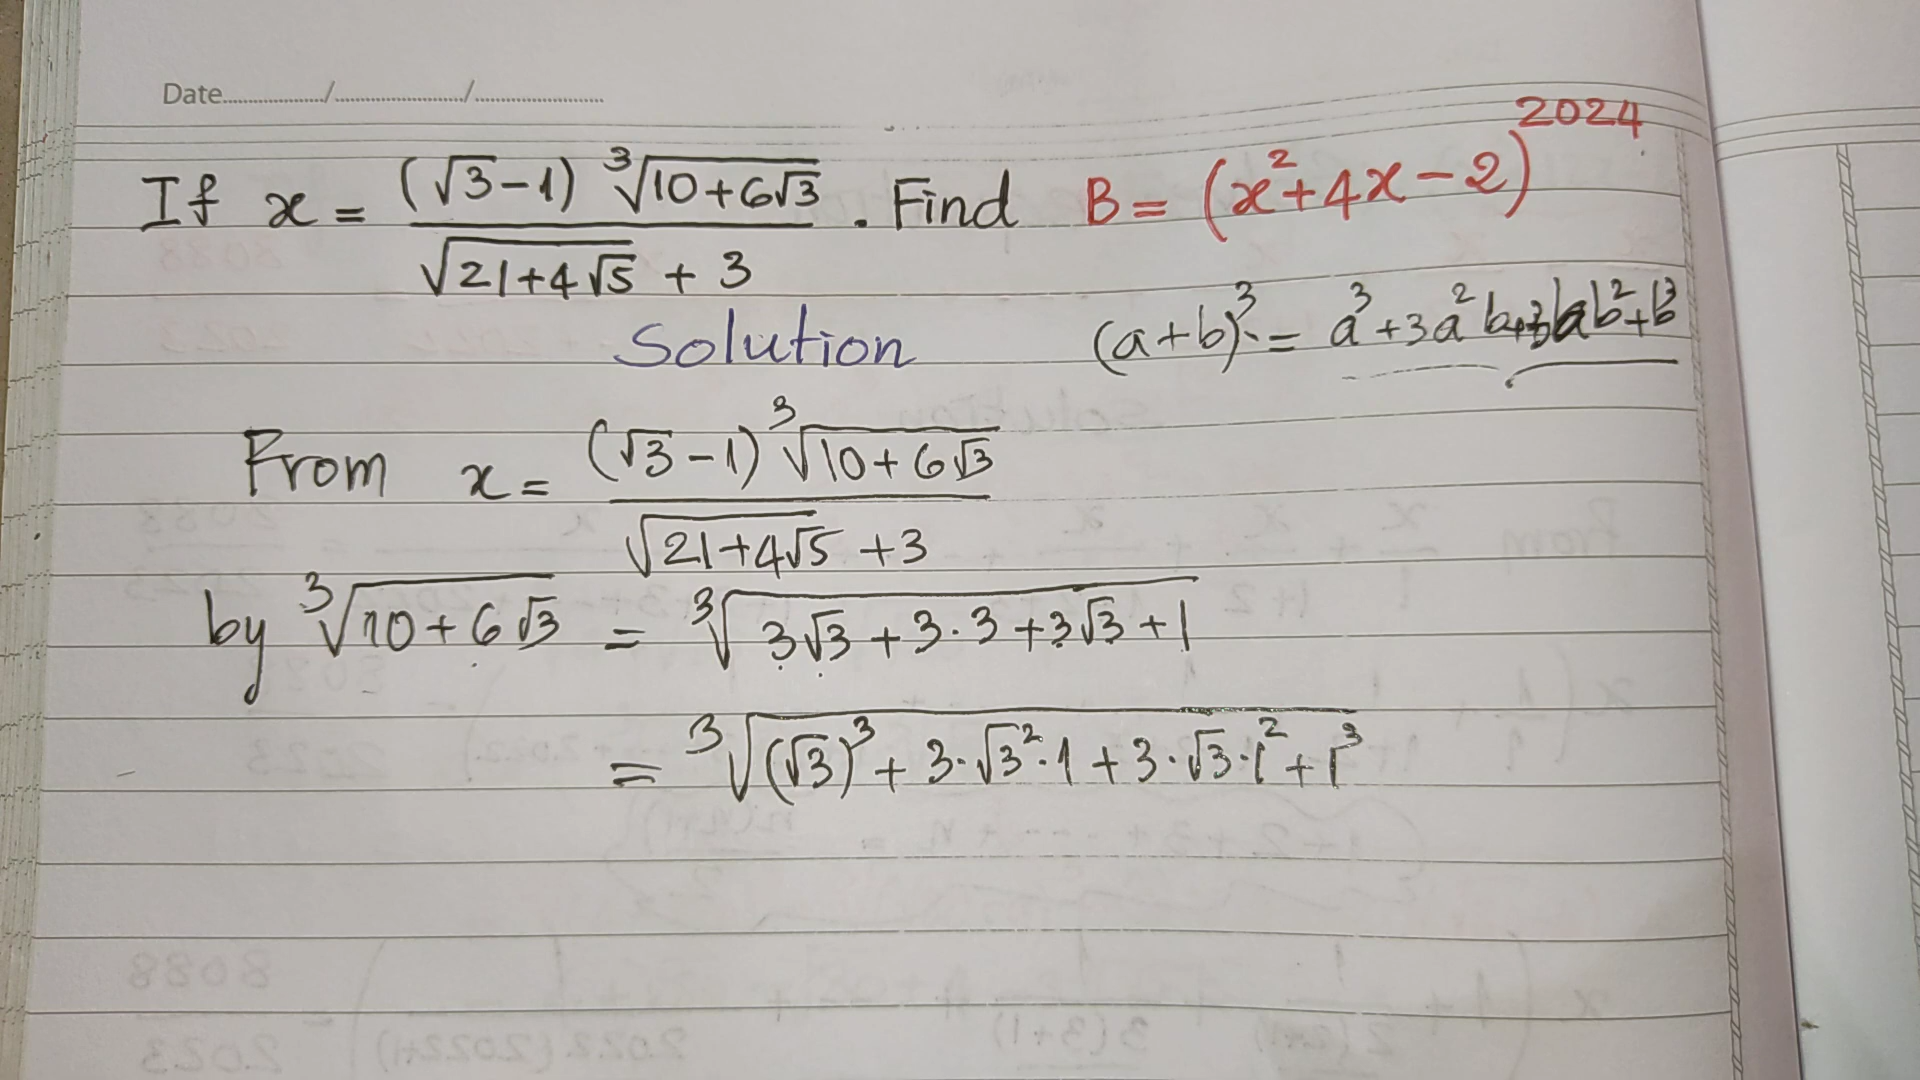 Date............/............/............
If x = (√3-1) ∛(10+6√3) / (√(21+4√5) + 3) . Find B = (x²+4x-2)²⁰²⁴
Solution (a+b)³ = a³+3a²b+3ab²+b³
From x = (√3-1) ∛(10+6√3) / (√(21+4√5) +3)
by ∛(10+6√3) = ∛(3√3+3·3+3√3+1)
= ∛((√3)³+3·√3²·1+3·√3·1²+1³)